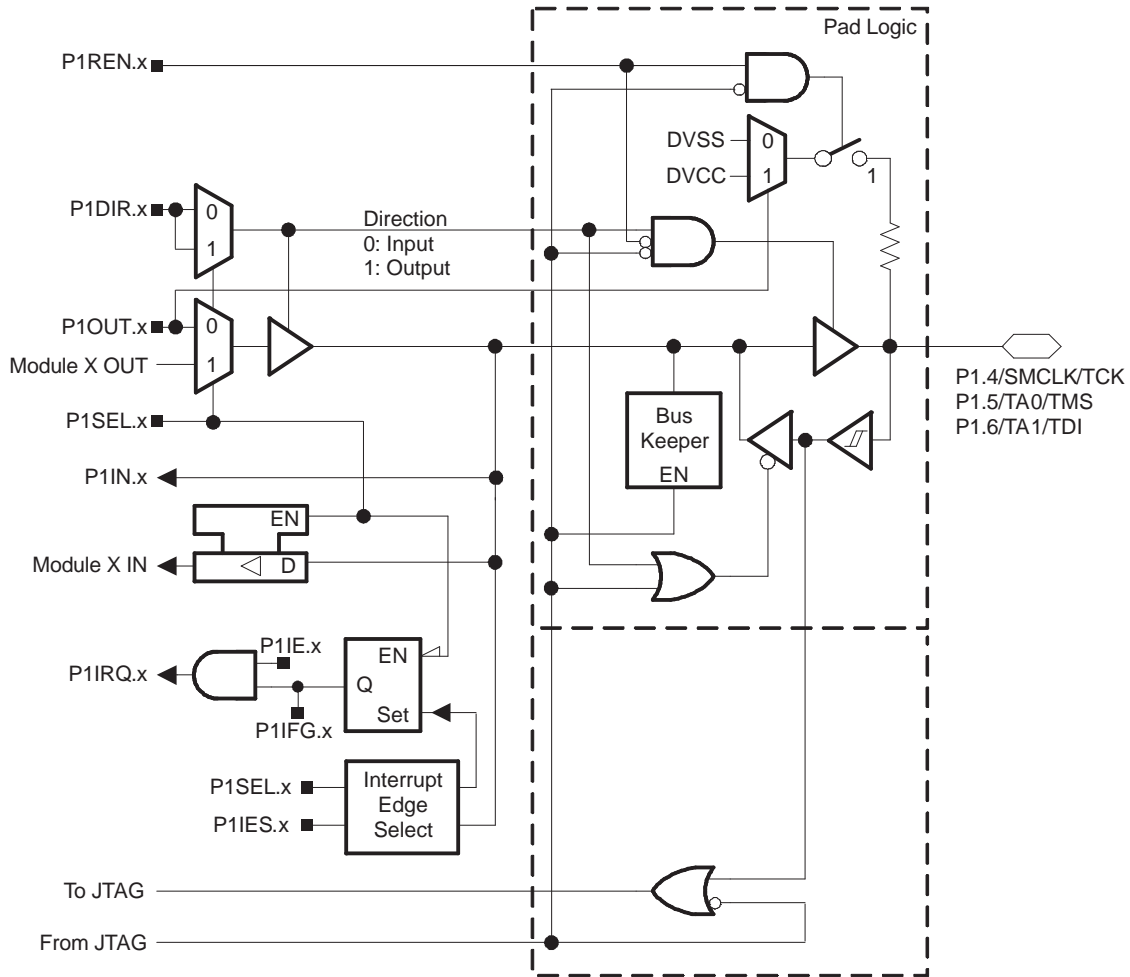 Pad Logic
P1REN.x
DVSS
0
DVCC
1
1
P1DIR.x
0
1
Direction
0: Input
1: Output
P1OUT.x
0
Module X OUT
1
P1.4/SMCLK/TCK
P1.5/TA0/TMS
P1.6/TA1/TDI
P1SEL.x
Bus
Keeper
EN
P1IN.x
EN
Module X IN
D
P1IE.x
P1IRQ.x
EN
Q
Set
P1IFG.x
P1SEL.x
P1IES.x
Interrupt
Edge
Select
To JTAG
From JTAG